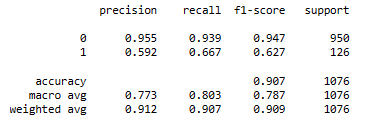 precision recall f1-score support
0 0.955 0.939 0.947 950
1 0.592 0.667 0.627 126
accuracy 0.907 1076
macro avg 0.773 0.803 0.787 1076
weighted avg 0.912 0.907 0.909 1076